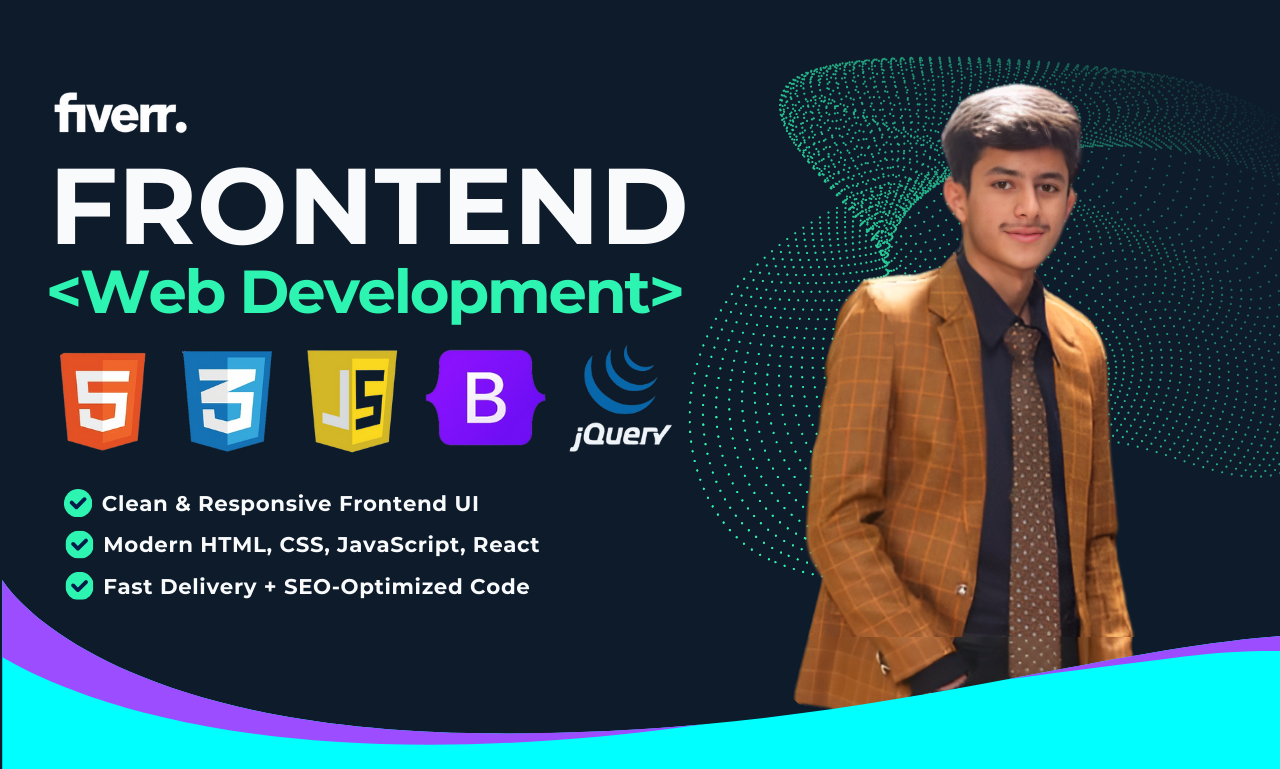 fiverr.
FRONTEND
<Web Development>
5 3 JS B jQuery
Clean & Responsive Frontend UI
Modern HTML, CSS, JavaScript, React
Fast Delivery + SEO-Optimized Code